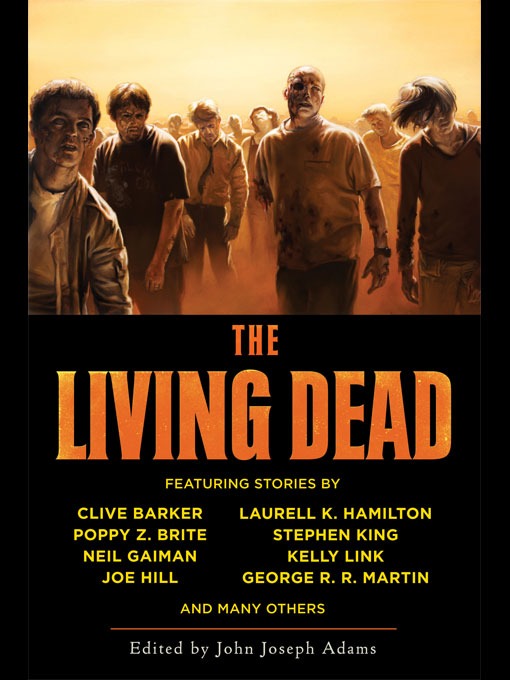 THE
LIVING DEAD
FEATURING STORIES BY
CLIVE BARKER
POPPY Z. BRITE
NEIL GAIMAN
JOE HILL
LAURELL K. HAMILTON
STEPHEN KING
KELLY LINK
GEORGE R. R. MARTIN
AND MANY OTHERS
Edited by John Joseph Adams